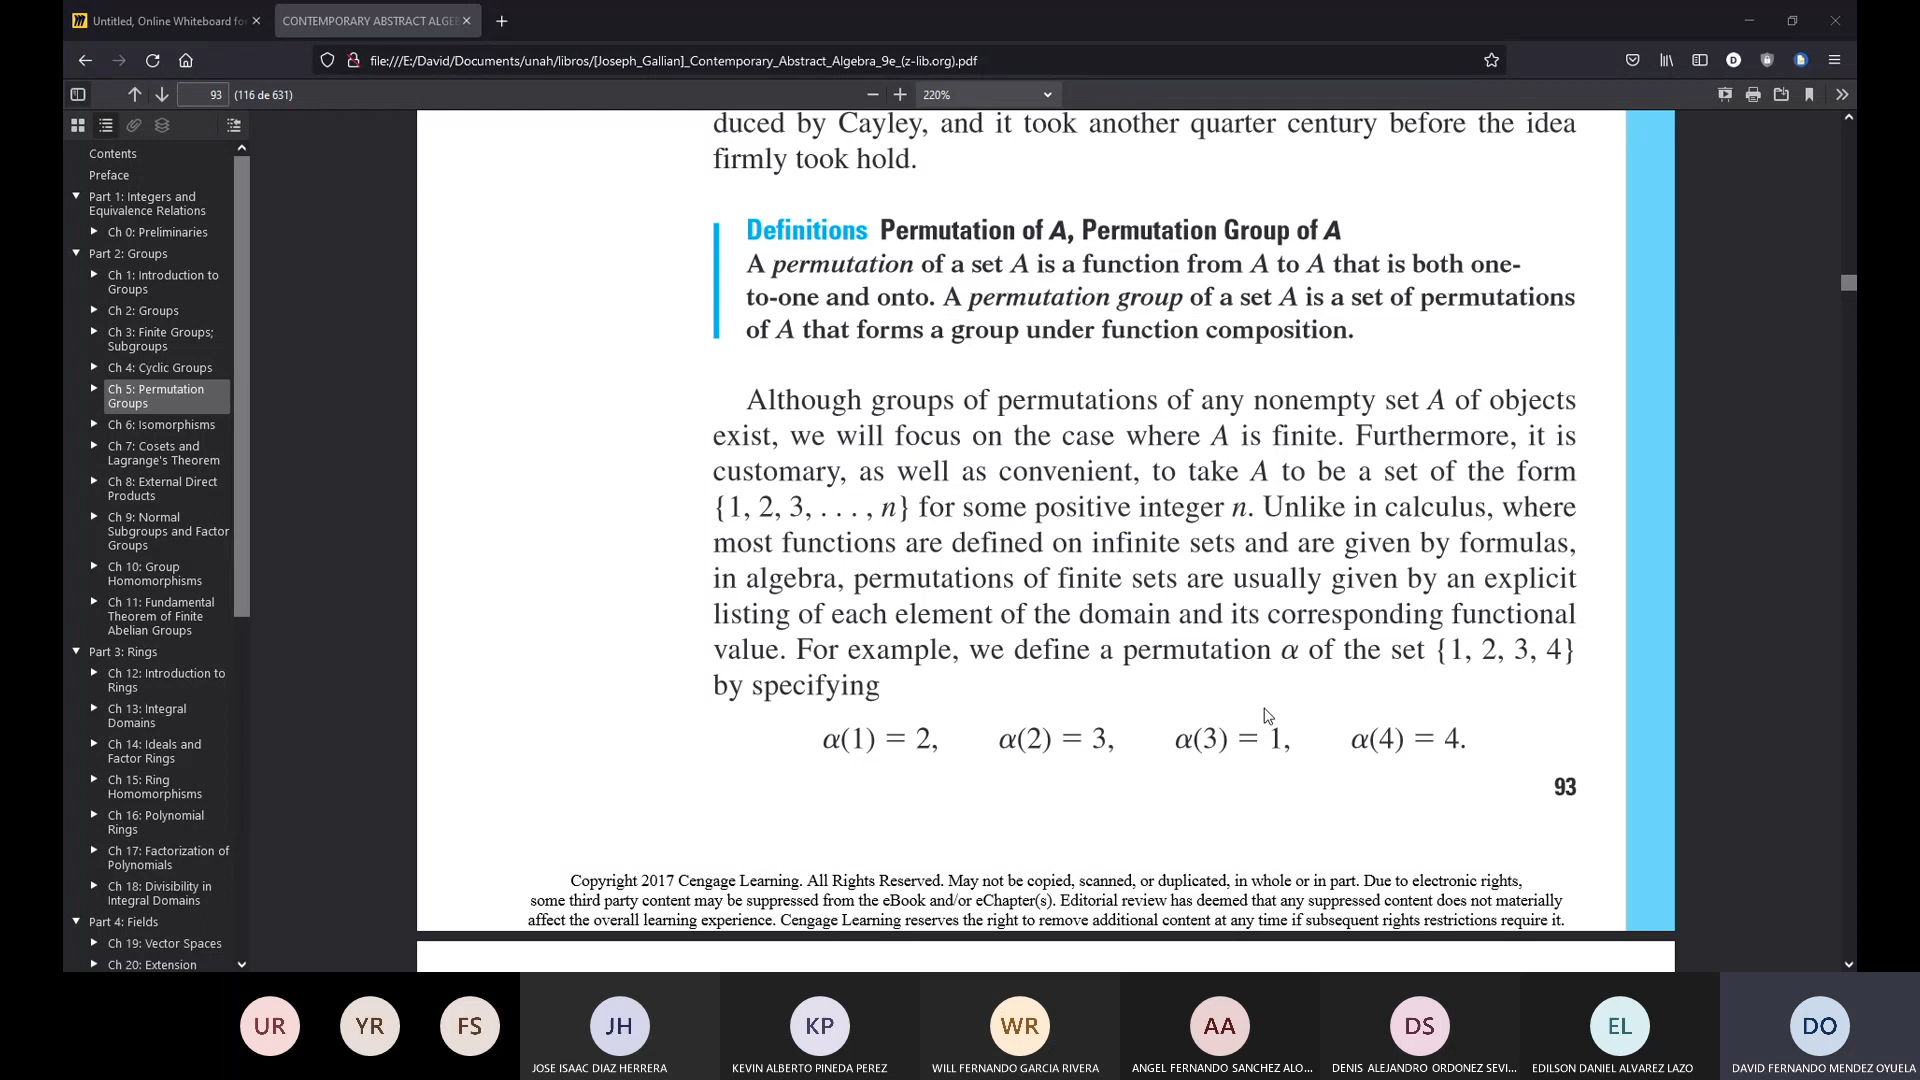 Untitled, Online Whiteboard for
CONTEMPORARY ABSTRACT ALGEB
file:///E:/David/Documents/unah/libros/[Joseph_Gallian]_Contemporary_Abstract_Algebra_9e_(z-lib.org).pdf
93 (116 de 631)
220%
Contents
Preface
Part 1: Integers and
Equivalence Relations
Ch 0: Preliminaries
Part 2: Groups
Ch 1: Introduction to
Groups
Ch 2: Groups
Ch 3: Finite Groups;
Subgroups
Ch 4: Cyclic Groups
Ch 5: Permutation
Groups
Ch 6: Isomorphisms
Ch 7: Cosets and
Lagrange's Theorem
Ch 8: External Direct
Products
Ch 9: Normal
Subgroups and Factor
Groups
Ch 10: Group
Homomorphisms
Ch 11: Fundamental
Theorem of Finite
Abelian Groups
Part 3: Rings
Ch 12: Introduction to
Rings
Ch 13: Integral
Domains
Ch 14: Ideals and
Factor Rings
Ch 15: Ring
Homomorphisms
Ch 16: Polynomial
Rings
Ch 17: Factorization of
Polynomials
Ch 18: Divisibility in
Integral Domains
Part 4: Fields
Ch 19: Vector Spaces
Ch 20: Extension
duced by Cayley, and it took another quarter century before the idea
firmly took hold.
Definitions Permutation of A, Permutation Group of A
A permutation of a set A is a function from A to A that is both one-
to-one and onto. A permutation group of a set A is a set of permutations
of A that forms a group under function composition.
Although groups of permutations of any nonempty set A of objects
exist, we will focus on the case where A is finite. Furthermore, it is
customary, as well as convenient, to take A to be a set of the form
{1, 2, 3, . . . , n} for some positive integer n. Unlike in calculus, where
most functions are defined on infinite sets and are given by formulas,
in algebra, permutations of finite sets are usually given by an explicit
listing of each element of the domain and its corresponding functional
value. For example, we define a permutation α of the set {1, 2, 3, 4}
by specifying
α(1) = 2, α(2) = 3, α(3) = 1, α(4) = 4.
93
Copyright 2017 Cengage Learning. All Rights Reserved. May not be copied, scanned, or duplicated, in whole or in part. Due to electronic rights,
some third party content may be suppressed from the eBook and/or eChapter(s). Editorial review has deemed that any suppressed content does not materially
affect the overall learning experience. Cengage Learning reserves the right to remove additional content at any time if subsequent rights restrictions require it.
UR YR FS JH KP WR AA DS EL DO
JOSE ISAAC DIAZ HERRERA KEVIN ALBERTO PINEDA PEREZ WILL FERNANDO GARCIA RIVERA ANGEL FERNANDO SANCHEZ ALO... DENIS ALEJANDRO ORDONEZ SEVI... EDILSON DANIEL ALVAREZ LAZO DAVID FERNANDO MENDEZ OYUELA